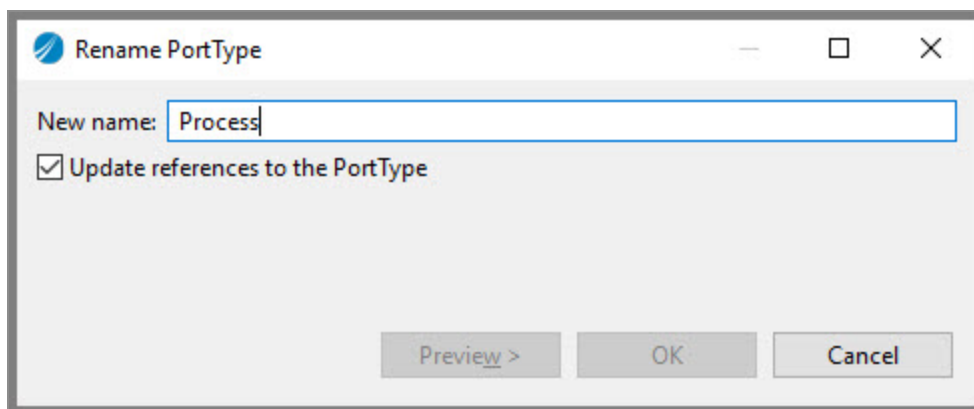 Rename PortType
New name: Process
Update references to the PortType
Preview > OK Cancel